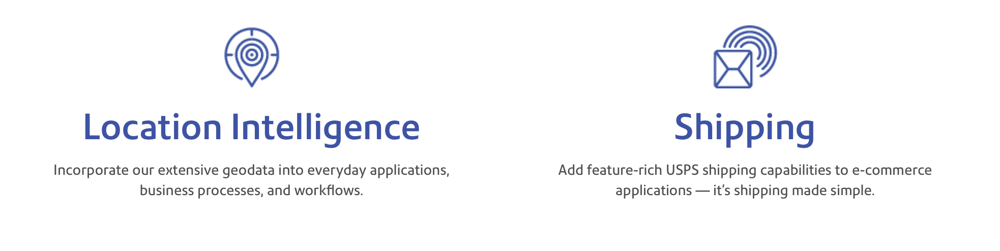 Location Intelligence
Incorporate our extensive geodata into everyday applications,
business processes, and workflows.
Shipping
Add feature-rich USPS shipping capabilities to e-commerce
applications — it's shipping made simple.